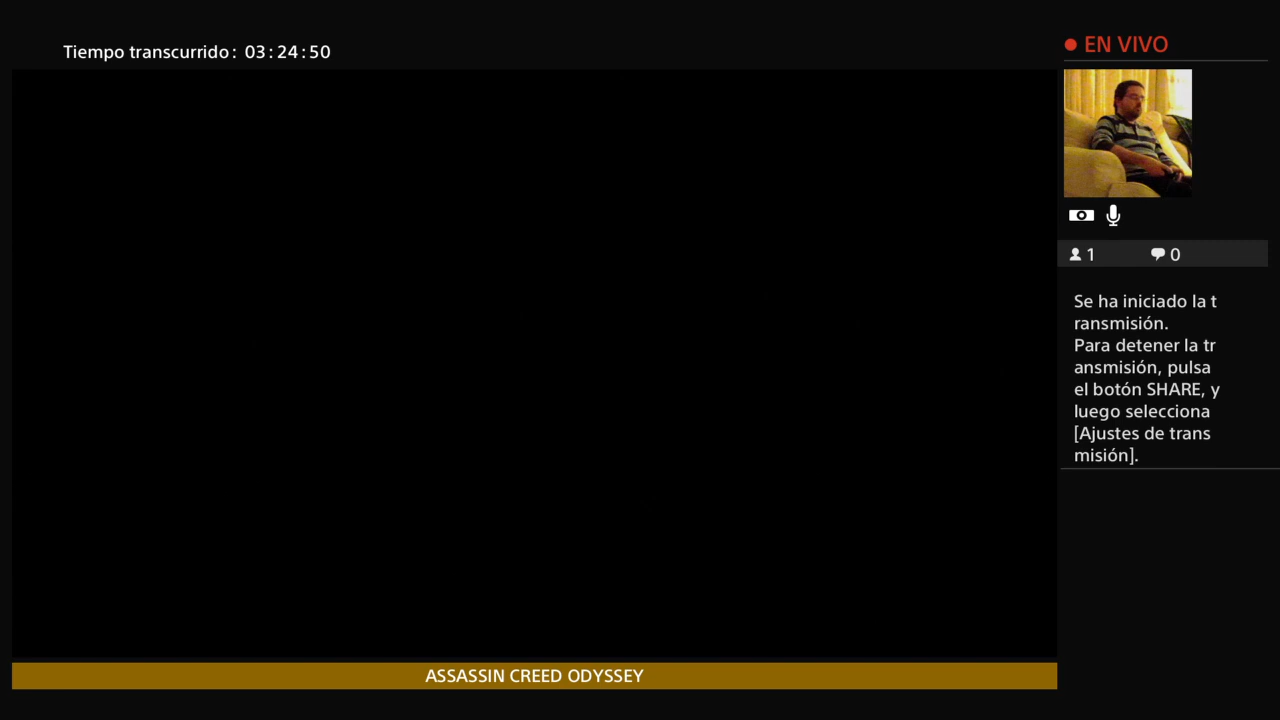 Tiempo transcurrido: 03:24:50
EN VIVO
1 0
Se ha iniciado la t
ransmisión.
Para detener la tr
ansmisión, pulsa
el botón SHARE, y
luego selecciona
[Ajustes de trans
misión].
ASSASSIN CREED ODYSSEY